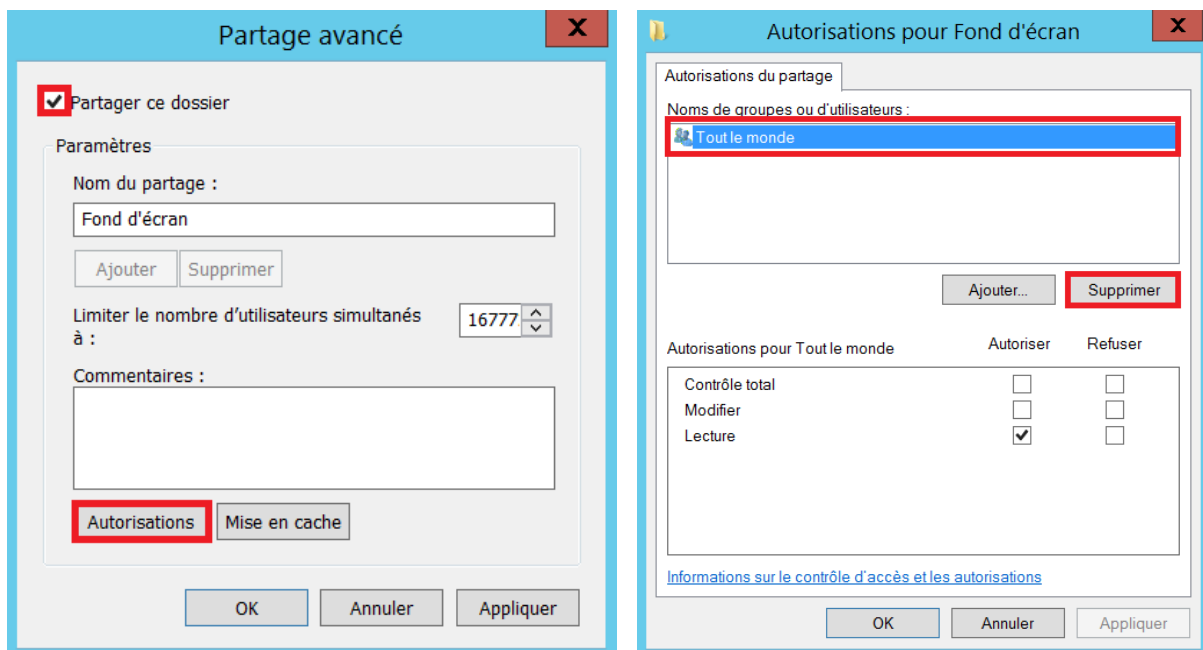 Partage avancé
X
Partager ce dossier
Paramètres
Nom du partage :
Fond d'écran
Ajouter
Supprimer
Limiter le nombre d'utilisateurs simultanés
à :
16777
Commentaires :
Autorisations
Mise en cache
OK
Annuler
Appliquer
Autorisations pour Fond d'écran
X
Autorisations du partage
Noms de groupes ou d'utilisateurs :
Tout le monde
Ajouter...
Supprimer
Autorisations pour Tout le monde
Autoriser
Refuser
Contrôle total
Modifier
Lecture
Informations sur le contrôle d'accès et les autorisations
OK
Annuler
Appliquer